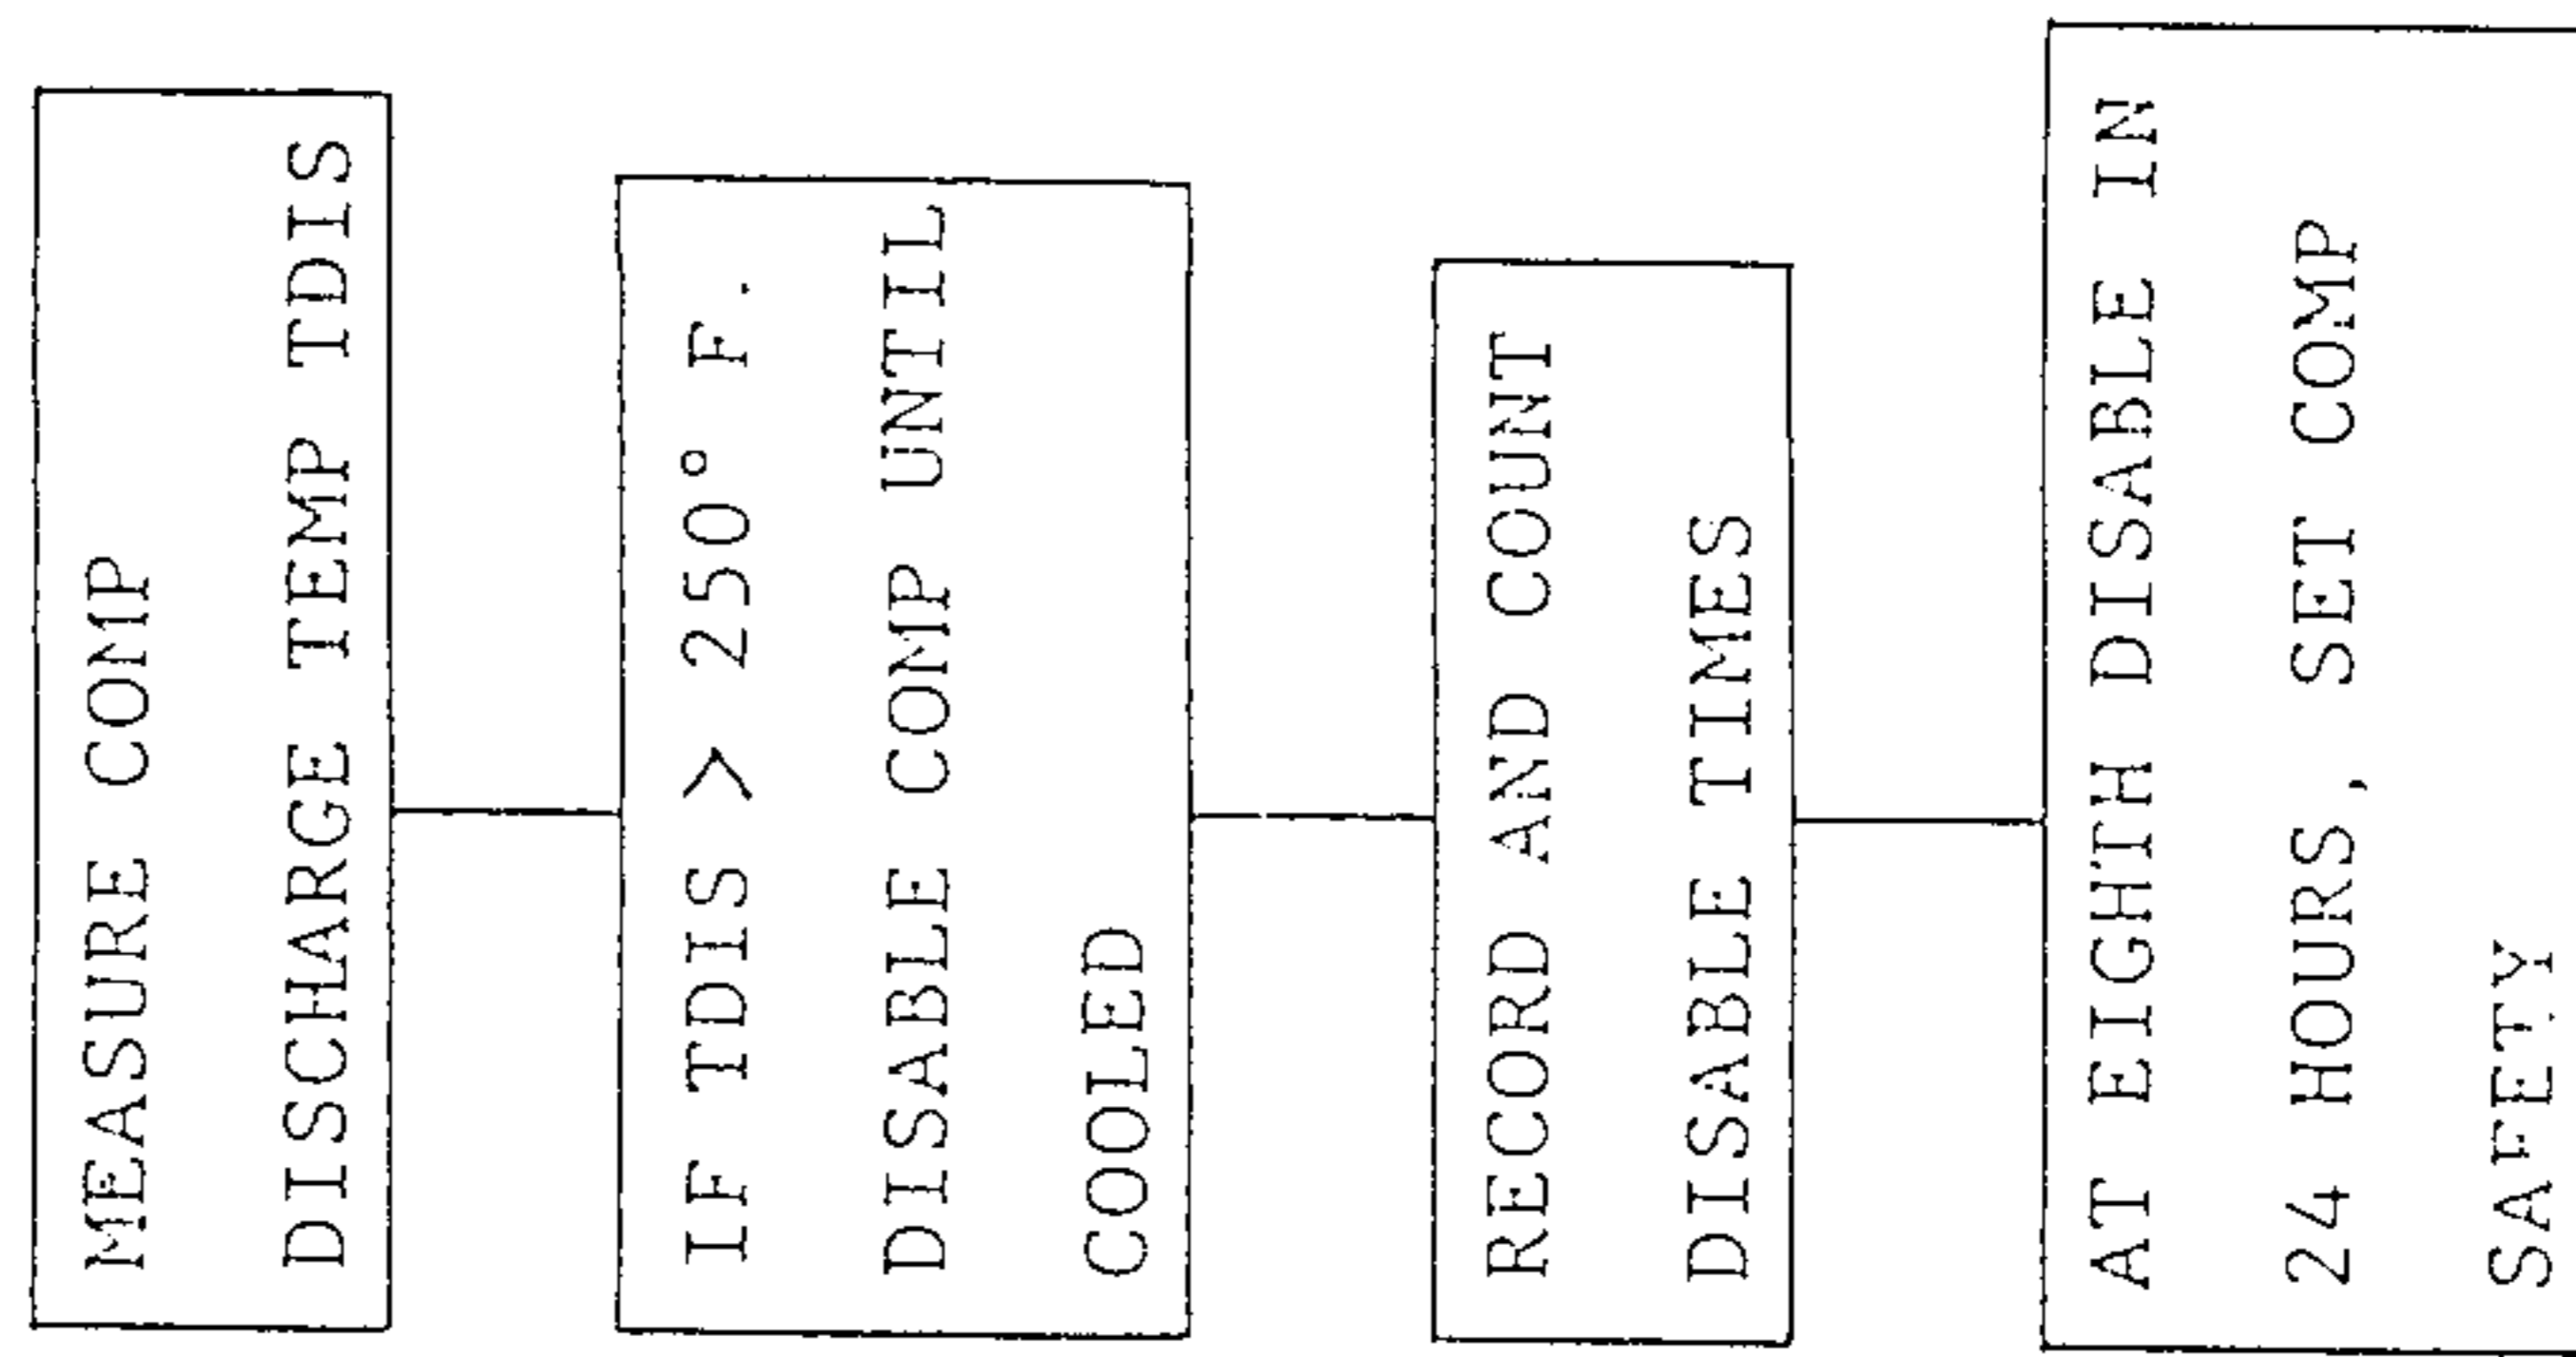 MEASURE COMP
DISCHARGE TEMP TDIS
IF TDIS > 250° F.
DISABLE COMP UNTIL
COOLED
RECORD AND COUNT
DISABLE TIMES
AT EIGHTH DISABLE IN
24 HOURS, SET COMP
SAFETY